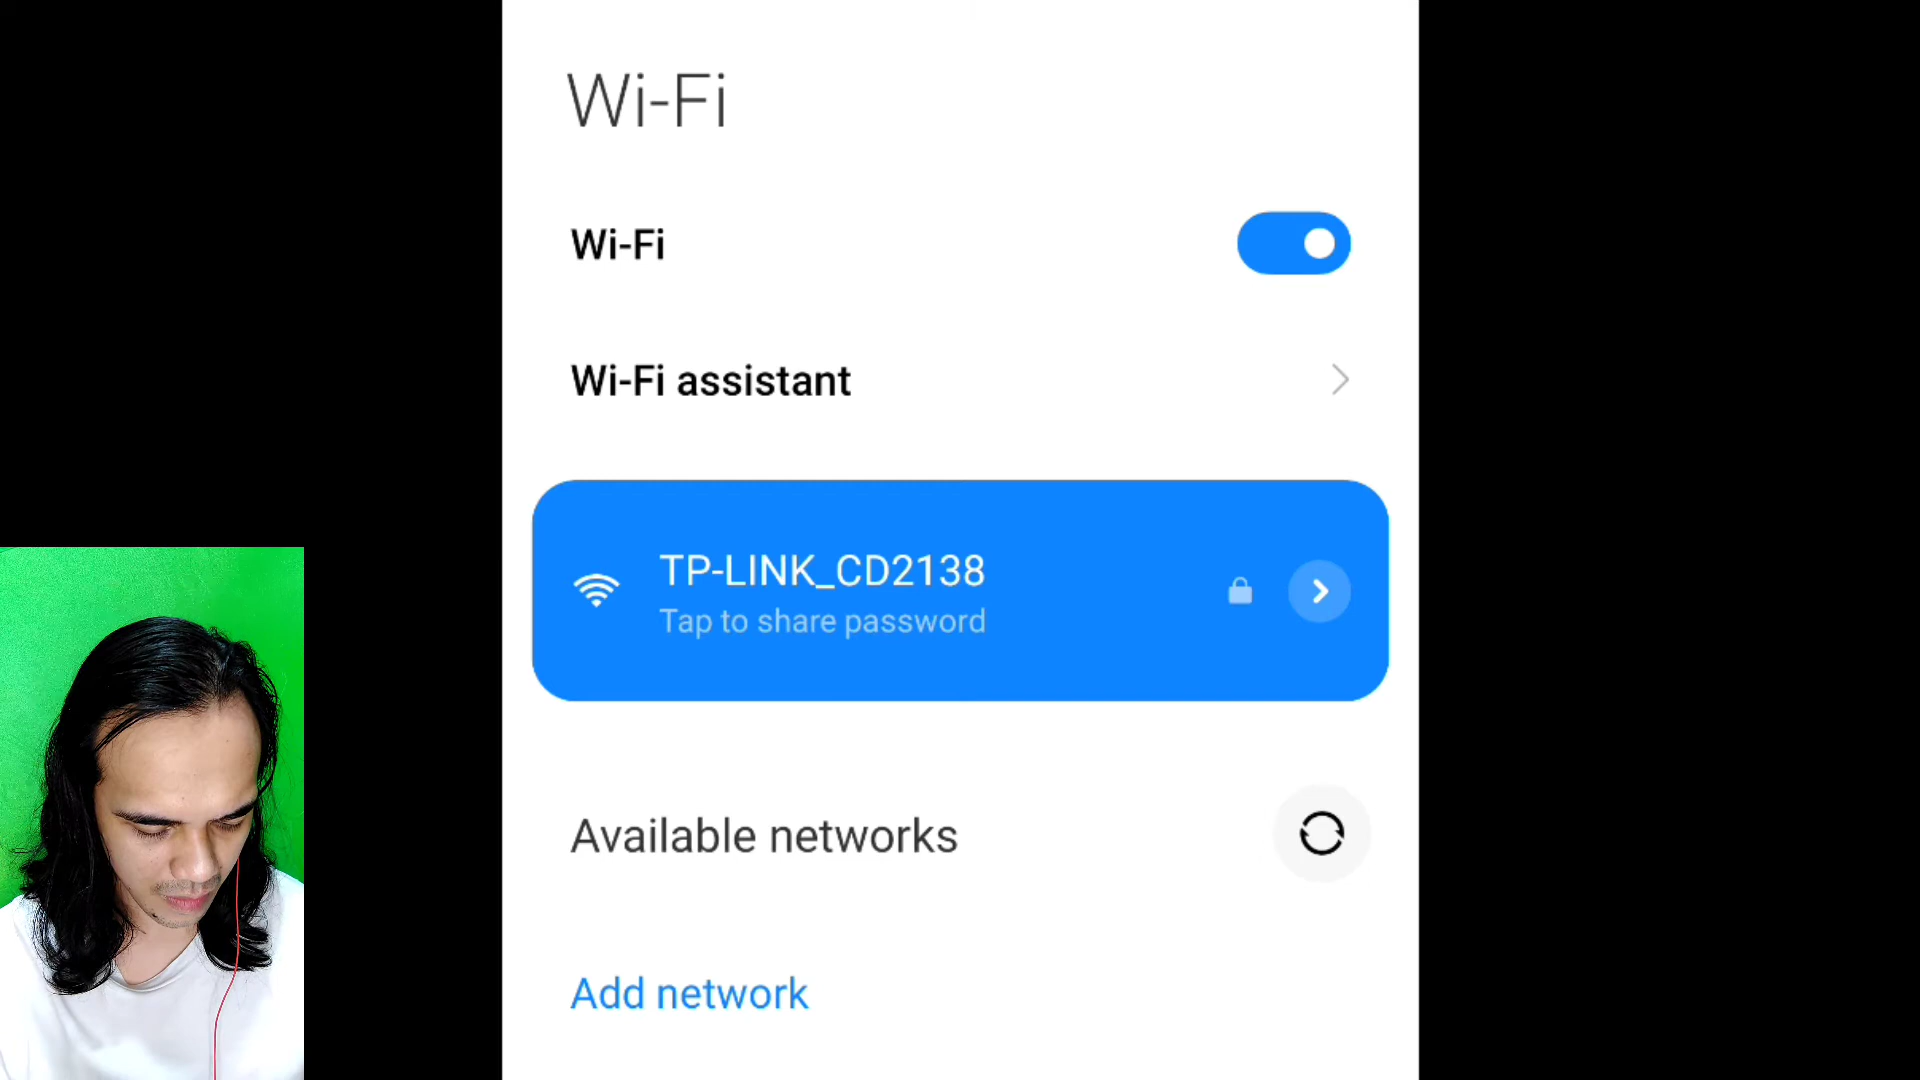 Wi-Fi
Wi-Fi
Wi-Fi assistant
TP-LINK_CD2138
Tap to share password
Available networks
Add network